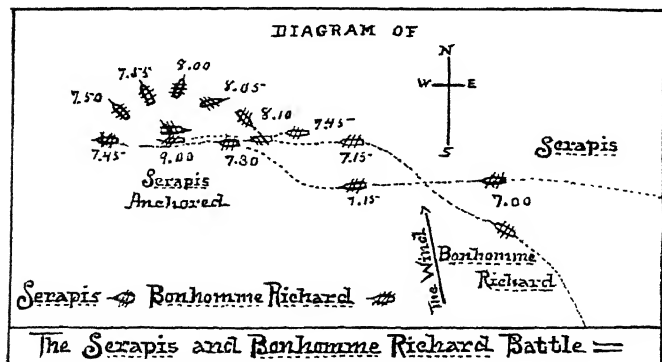 DIAGRAM OF
N
W E
S
7.50 7.55 8.00 8.05 8.10 7.45
7.45 9.00 7.30 7.15
Serapis
Anchored
7.15
Serapis
7.00
The Wind
Bonhomme
Richard
Serapis Bonhomme Richard
The Serapis and Bonhomme Richard Battle =